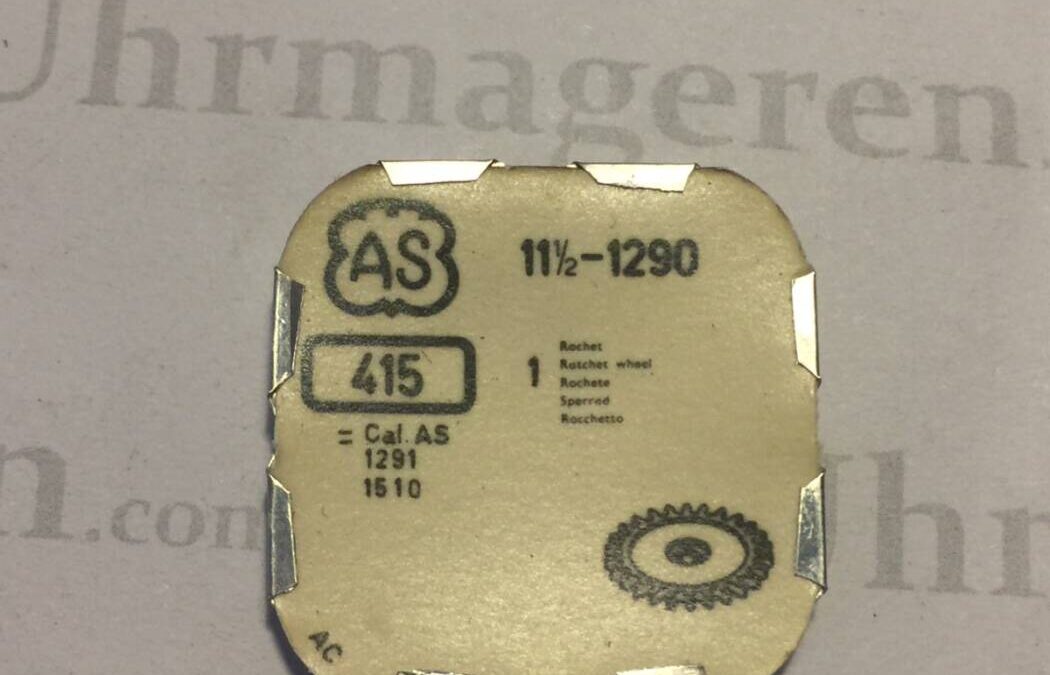 Uhrmageren.
AS
11½-1290
415
1
Rochet
Ratchet wheel
Rochete
Sperrad
Rocchetto
= Cal. AS
1291
1510
n.com
Uhr
AC